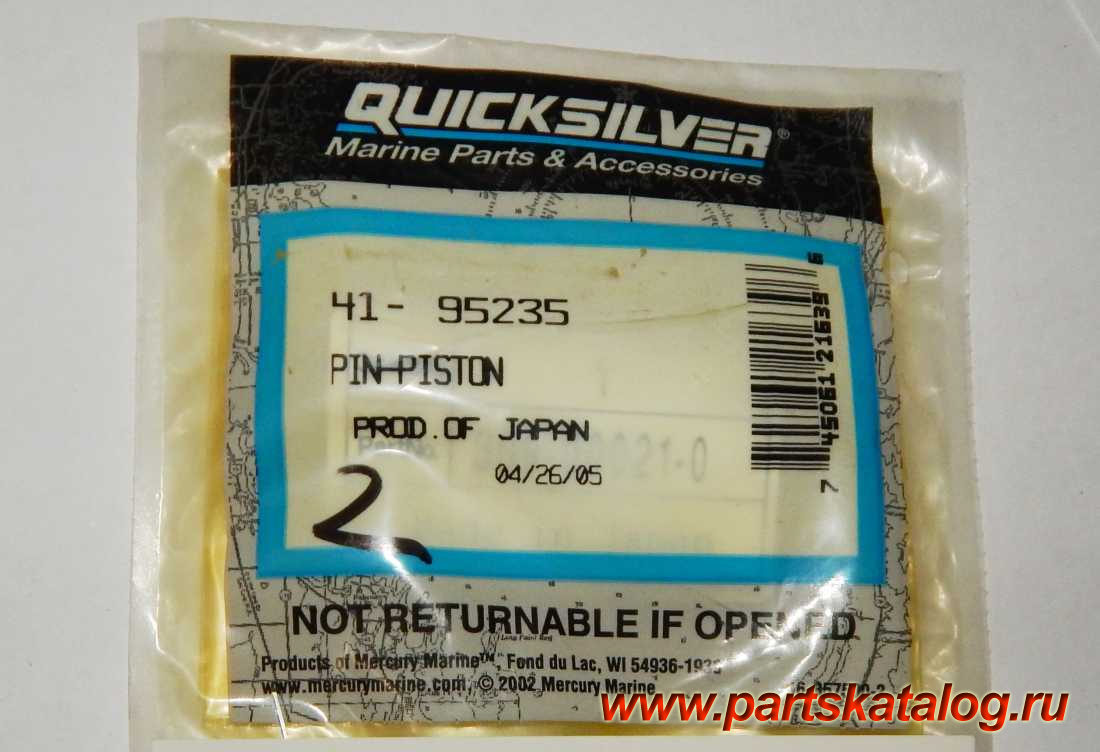 QUICKSILVER®
Marine Parts & Accessories
41- 95235
PIN-PISTON
PROD. OF JAPAN
04/26/05
2
7 45061 21639 6
NOT RETURNABLE IF OPENED
Products of Mercury Marine™, Fond du Lac, WI 54936-1939
www.mercurymarine.com, © 2002 Mercury Marine
www.partskatalog.ru